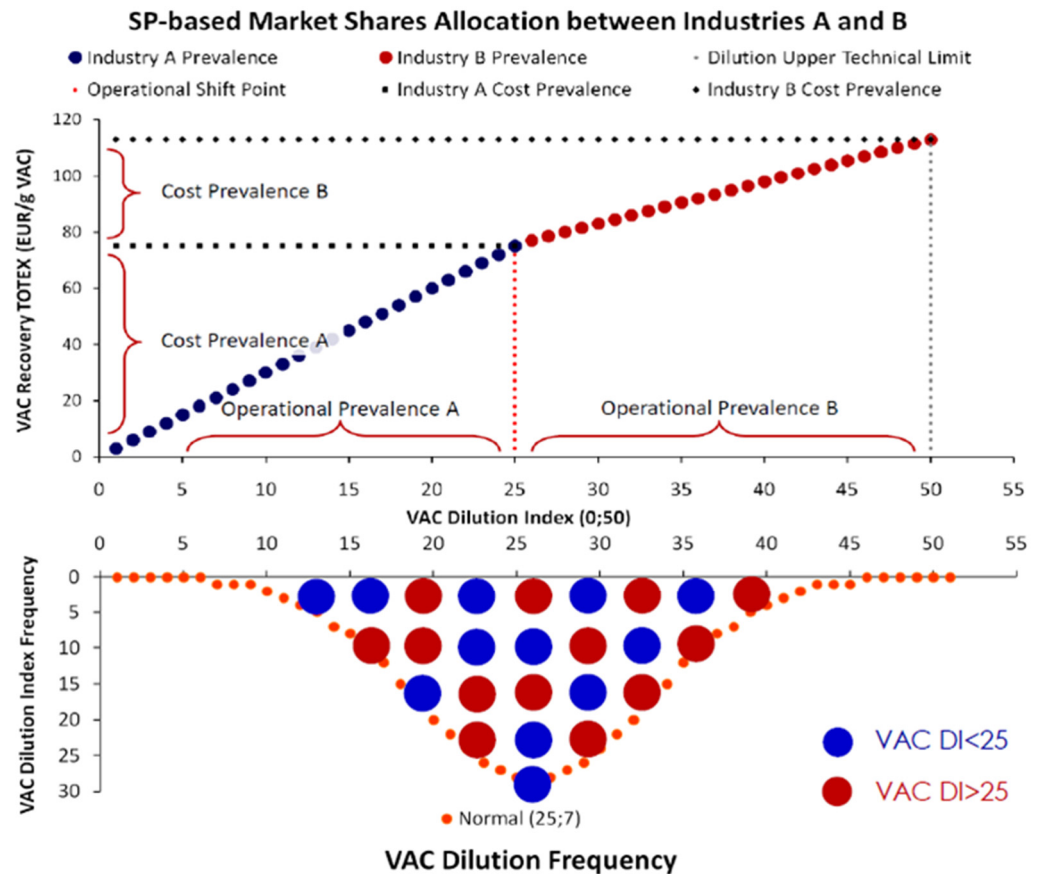 SP-based Market Shares Allocation between Industries A and B
Industry A Prevalence Industry B Prevalence Dilution Upper Technical Limit
Operational Shift Point Industry A Cost Prevalence Industry B Cost Prevalence
VAC Recovery TOTEX (EUR/g VAC)
120
100
80
60
40
20
0
Cost Prevalence B
Cost Prevalence A
Operational Prevalence A Operational Prevalence B
0 5 10 15 20 25 30 35 40 45 50 55
VAC Dilution Index (0;50)
0 5 10 15 20 25 30 35 40 45 50 55
VAC Dilution Index Frequency
0
5
10
15
20
25
30
VAC DI<25
VAC DI>25
Normal (25;7)
VAC Dilution Frequency